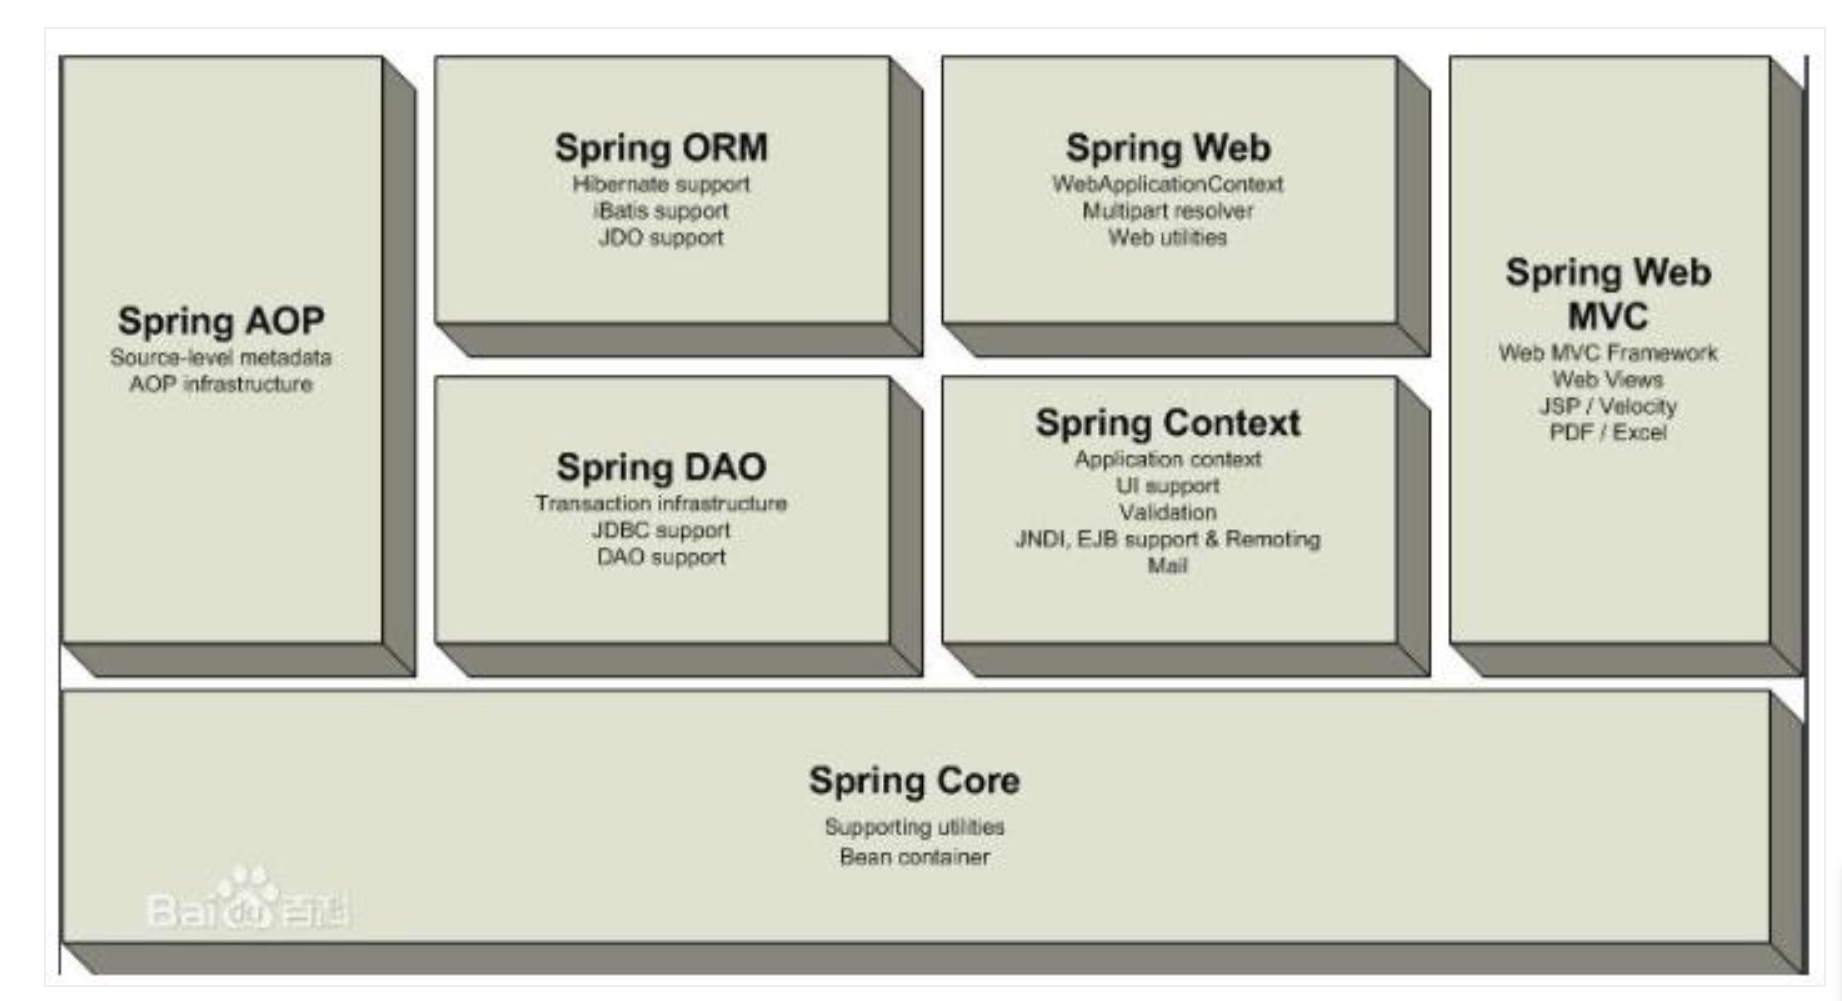 Spring AOP
Source-level metadata
AOP infrastructure
Spring ORM
Hibernate support
iBatis support
JDO support
Spring DAO
Transaction infrastructure
JDBC support
DAO support
Spring Web
WebApplicationContext
Multipart resolver
Web utilities
Spring Context
Application context
UI support
Validation
JNDI, EJB support & Remoting
Mail
Spring Web
MVC
Web MVC Framework
Web Views
JSP / Velocity
PDF / Excel
Spring Core
Supporting utilities
Bean container
Bai du 百科